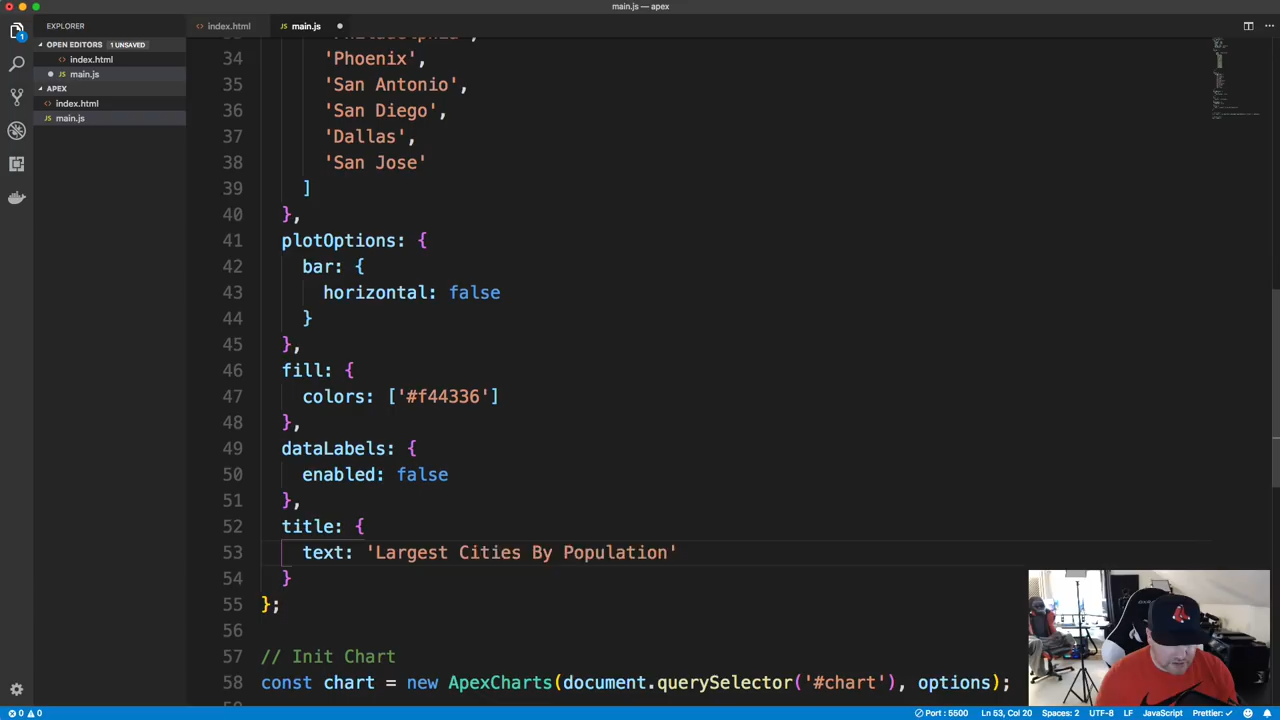 main.js — apex
EXPLORER
index.html
JS main.js
OPEN EDITORS 1 UNSAVED
<> index.html
JS main.js
APEX
<> index.html
JS main.js
1
34 'Phoenix',
35 'San Antonio',
36 'San Diego',
37 'Dallas',
38 'San Jose'
39 ]
40 },
41 plotOptions: {
42 bar: {
43 horizontal: false
44 }
45 },
46 fill: {
47 colors: ['#f44336']
48 },
49 dataLabels: {
50 enabled: false
51 },
52 title: {
53 text: 'Largest Cities By Population'
54 }
55 };
56
57 // Init Chart
58 const chart = new ApexCharts(document.querySelector('#chart'), options);
0 0
Port : 5500 Ln 53, Col 20 Spaces: 2 UTF-8 LF JavaScript Prettier: ✓